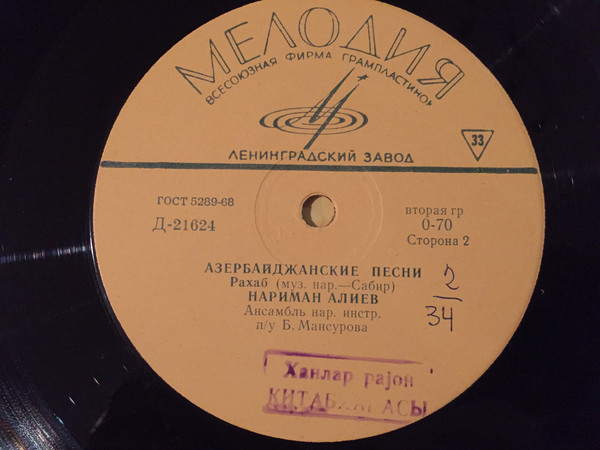 МЕЛОДИЯ
ВСЕСОЮЗНАЯ ФИРМА ГРАМПЛАСТИНОК
ЛЕНИНГРАДСКИЙ ЗАВОД
33
ГОСТ 5289-68
Д-21624
вторая гр
0-70
Сторона 2
АЗЕРБАЙДЖАНСКИЕ ПЕСНИ
Рахаб (муз. нар.—Сабир)
НАРИМАН АЛИЕВ
Ансамбль нар. инстр.
п/у Б. Мансурова
2
34
Ханлар рајон
КИТАБХАНАСЫ